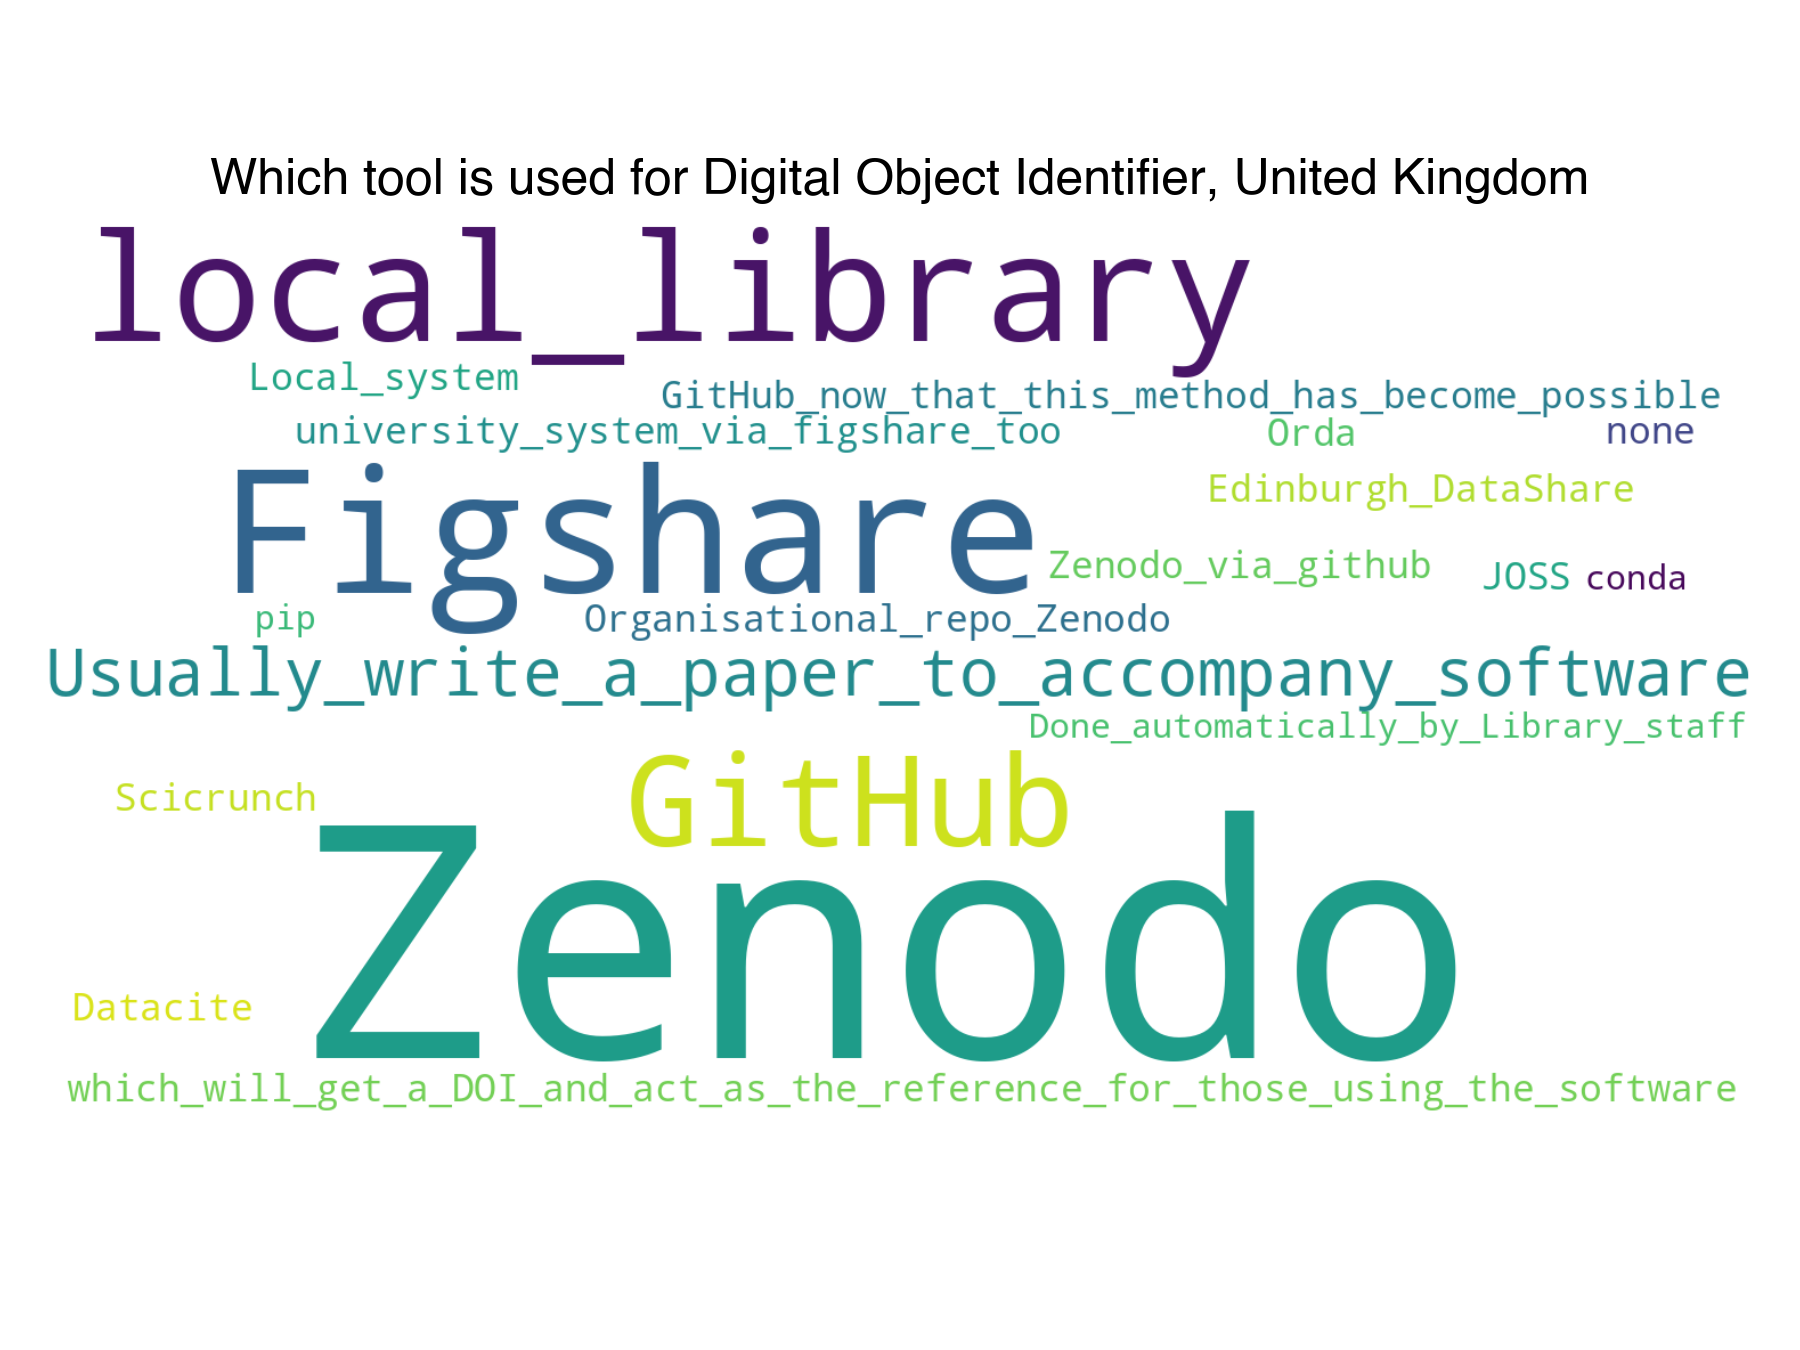 Which tool is used for Digital Object Identifier, United Kingdom
local_library
Local_system
GitHub_now_that_this_method_has_become_possible
university_system_via_figshare_too
Orda
none
Figshare
Edinburgh_DataShare
Zenodo_via_github
JOSS
conda
pip
Organisational_repo_Zenodo
Usually_write_a_paper_to_accompany_software
Done_automatically_by_Library_staff
GitHub
Scicrunch
Zenodo
Datacite
which_will_get_a_DOI_and_act_as_the_reference_for_those_using_the_software